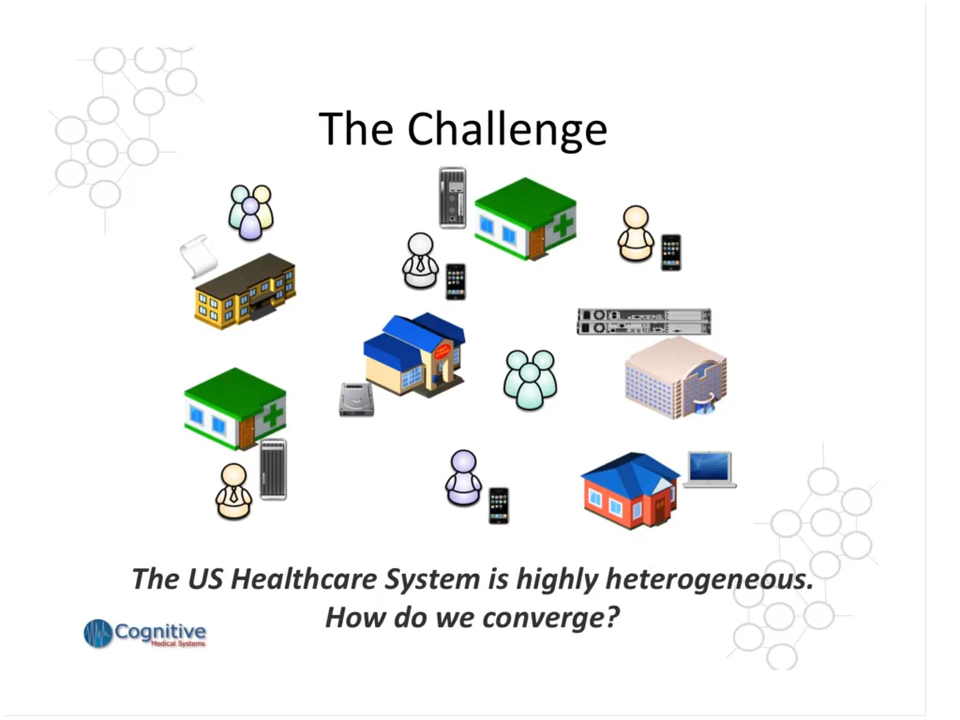 The Challenge
The US Healthcare System is highly heterogeneous.
How do we converge?
Cognitive
Medical Systems